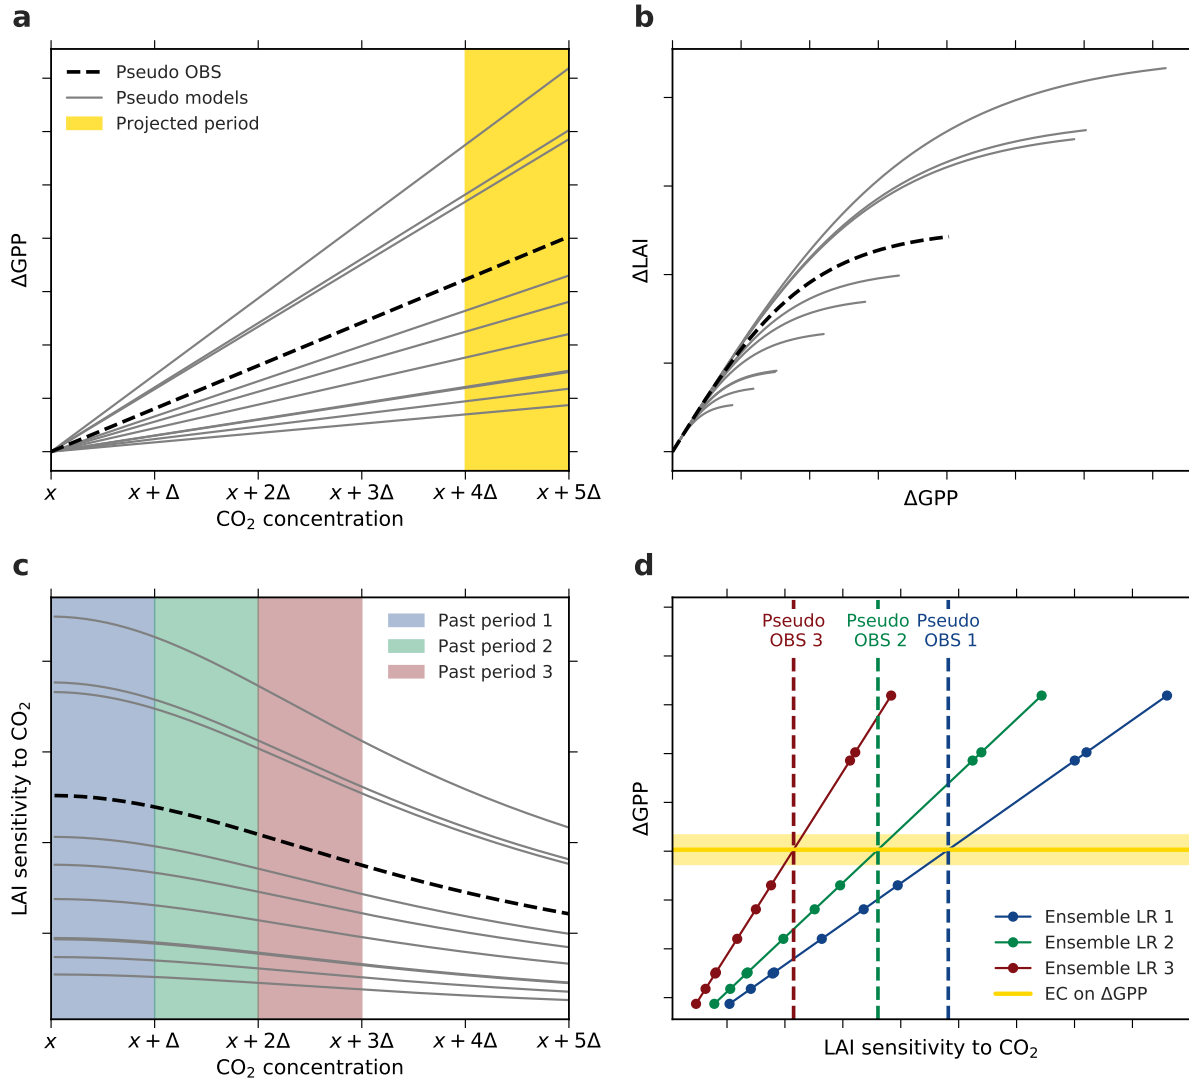 a
Pseudo OBS
Pseudo models
Projected period
ΔGPP
x
x + Δ
x + 2Δ
x + 3Δ
x + 4Δ
x + 5Δ
CO₂ concentration
b
ΔLAI
ΔGPP
c
Past period 1
Past period 2
Past period 3
LAI sensitivity to CO₂
x
x + Δ
x + 2Δ
x + 3Δ
x + 4Δ
x + 5Δ
CO₂ concentration
d
Pseudo
OBS 3
Pseudo
OBS 2
Pseudo
OBS 1
ΔGPP
Ensemble LR 1
Ensemble LR 2
Ensemble LR 3
EC on ΔGPP
LAI sensitivity to CO₂